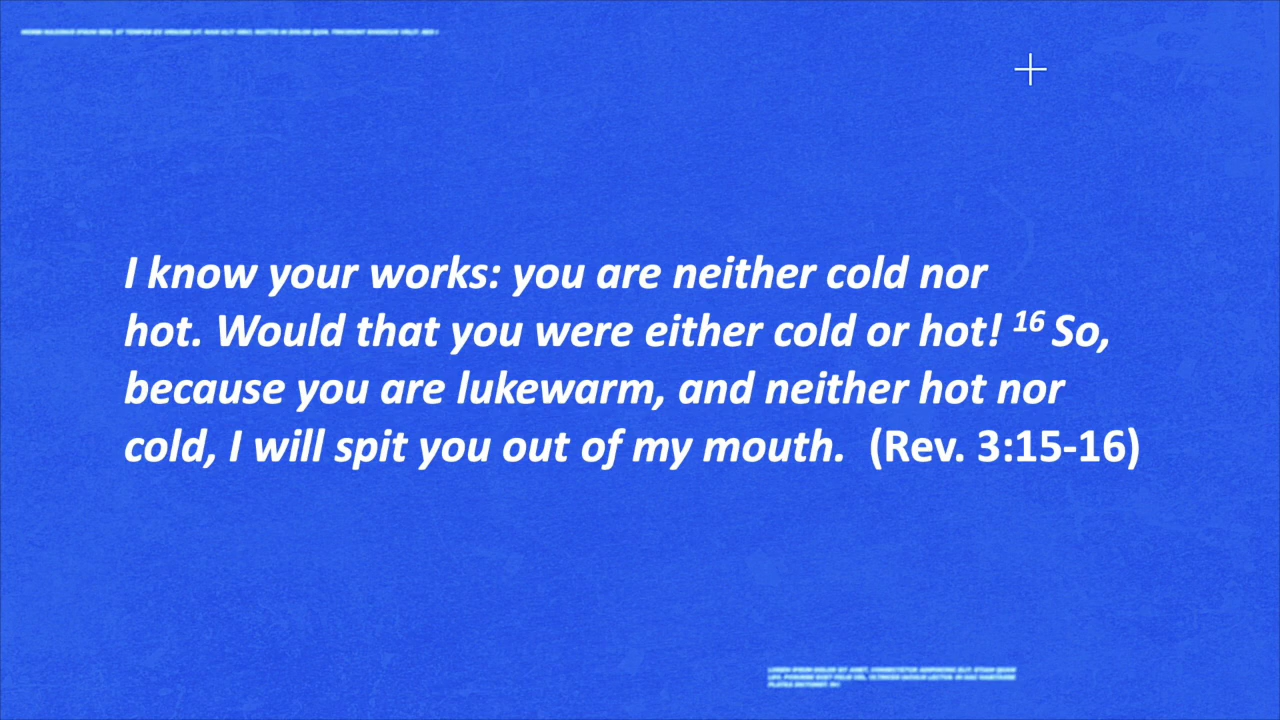 I know your works: you are neither cold nor
hot. Would that you were either cold or hot! 16 So,
because you are lukewarm, and neither hot nor
cold, I will spit you out of my mouth. (Rev. 3:15-16)